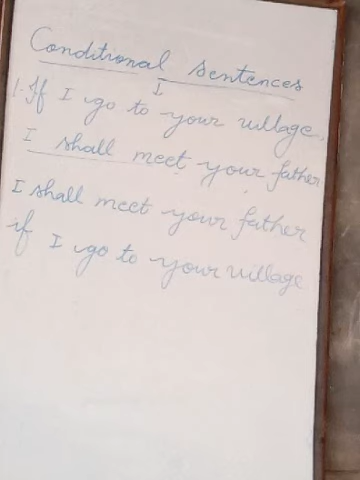 Conditional sentences
↓
1. If I go to your village.
I shall meet your father
I shall meet your father
if I go to your village